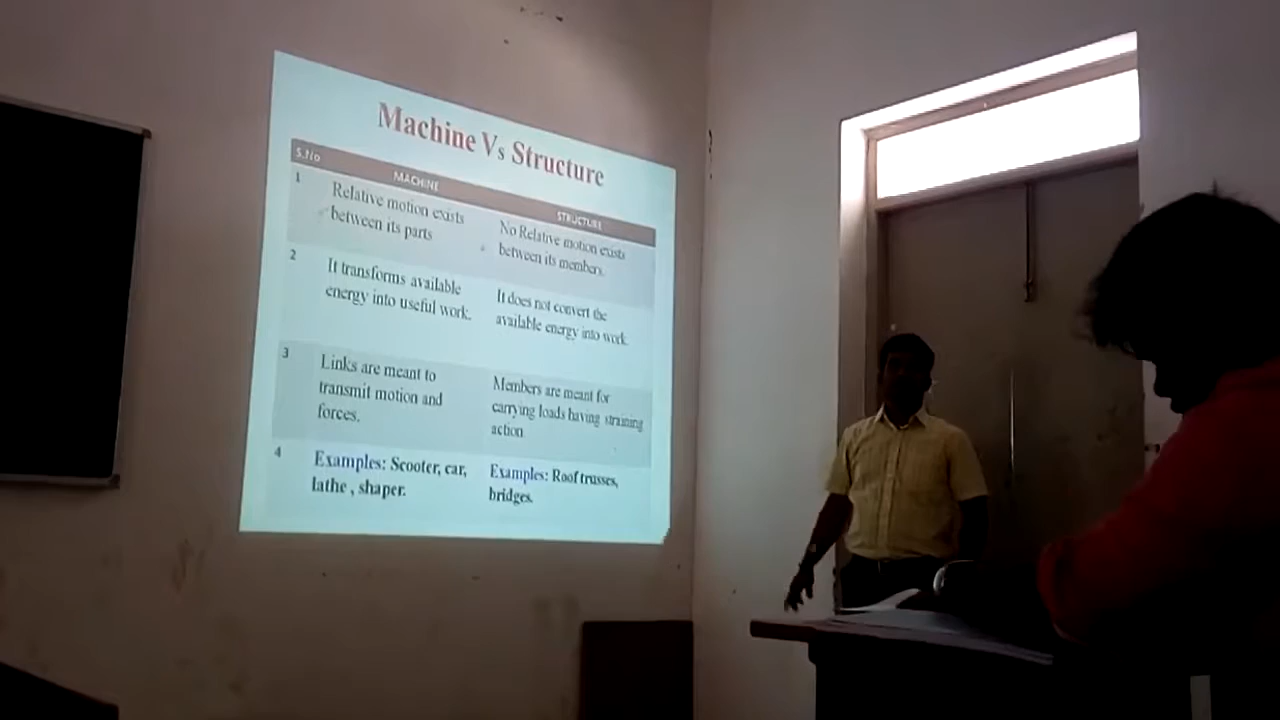 Machine Vs Structure
S.No MACHINE STRUCTURE
1 Relative motion exists
between its parts
No Relative motion exists
between its members.
2 It transforms available
energy into useful work.
It does not convert the
available energy into work.
3 Links are meant to
transmit motion and
forces.
Members are meant for
carrying loads having straining
action
4 Examples: Scooter, car,
lathe , shaper.
Examples: Roof trusses,
bridges.